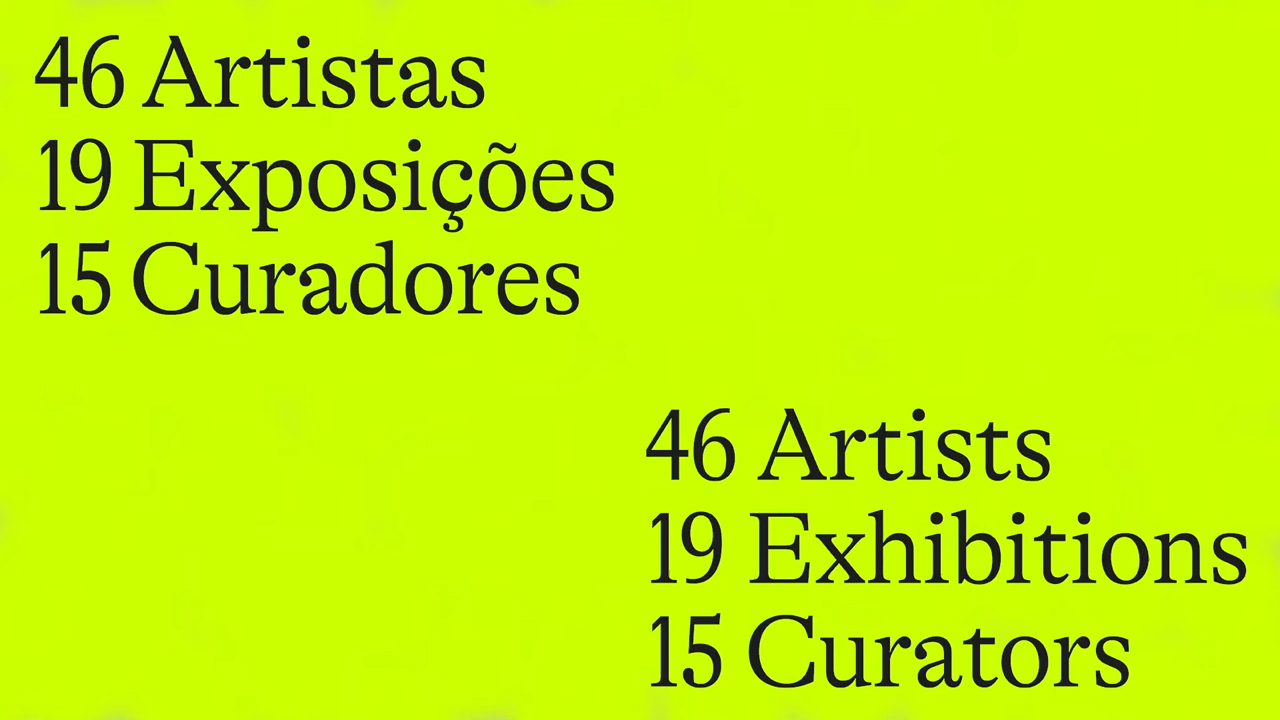 46 Artistas
19 Exposições
15 Curadores
46 Artists
19 Exhibitions
15 Curators